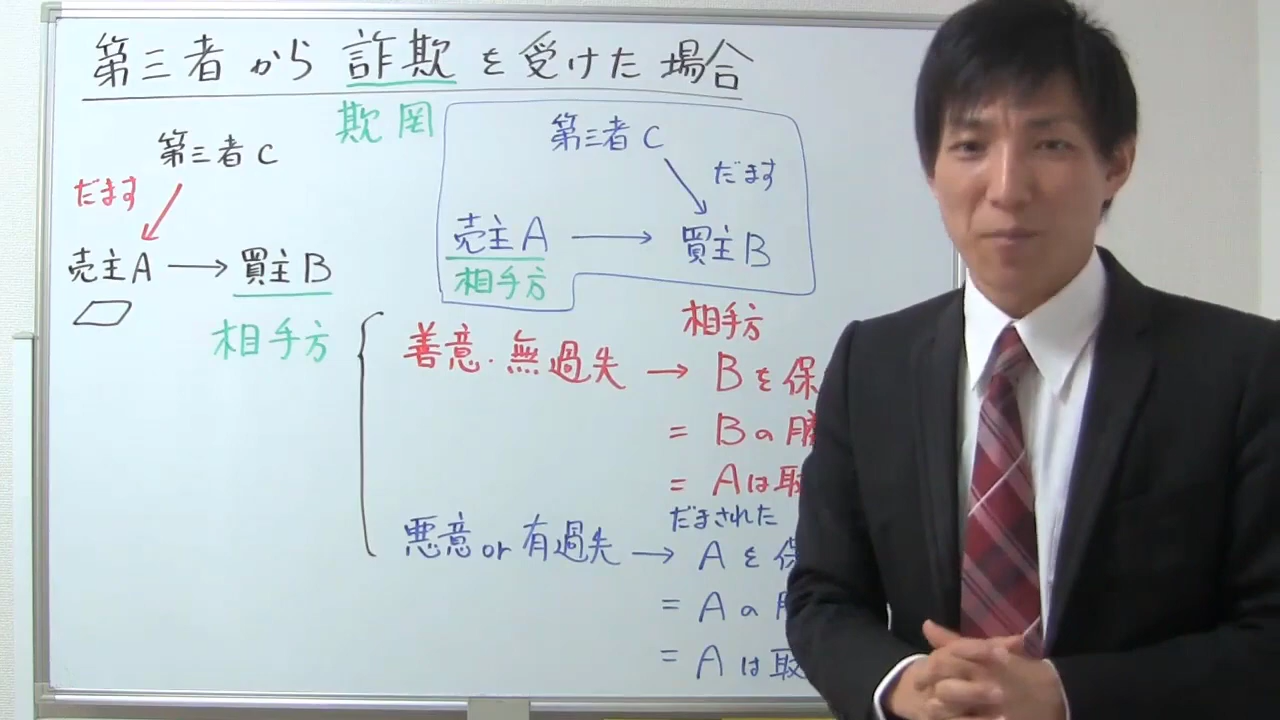 第三者から詐欺を受けた場合
欺罔
第三者C
だます
売主A → 買主B
相手方
第三者C
だます
売主A → 買主B
相手方
相手方
善意・無過失 → Bを保
= Bの勝
= Aは取
だまされた
悪意or有過失 → Aを保
= Aの
= Aは取